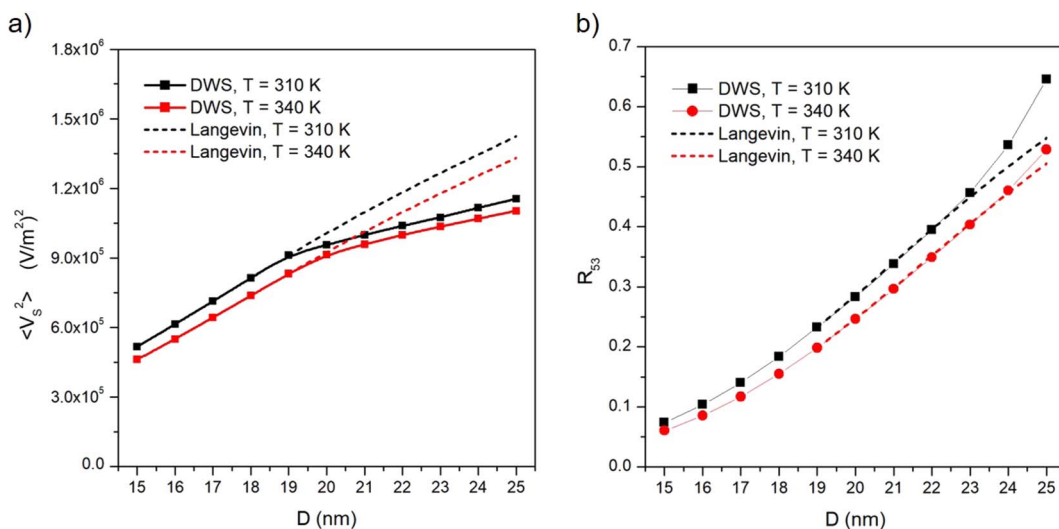 a)
1.8x10⁶
1.5x10⁶
1.2x10⁶
9.0x10⁵
6.0x10⁵
3.0x10⁵
0.0
<Vₛ²> (V/m²)²
DWS, T = 310 K
DWS, T = 340 K
Langevin, T = 310 K
Langevin, T = 340 K
15 16 17 18 19 20 21 22 23 24 25
D (nm)
b)
0.7
0.6
0.5
0.4
0.3
0.2
0.1
0.0
R₅₃
DWS, T = 310 K
DWS, T = 340 K
Langevin, T = 310 K
Langevin, T = 340 K
15 16 17 18 19 20 21 22 23 24 25
D (nm)